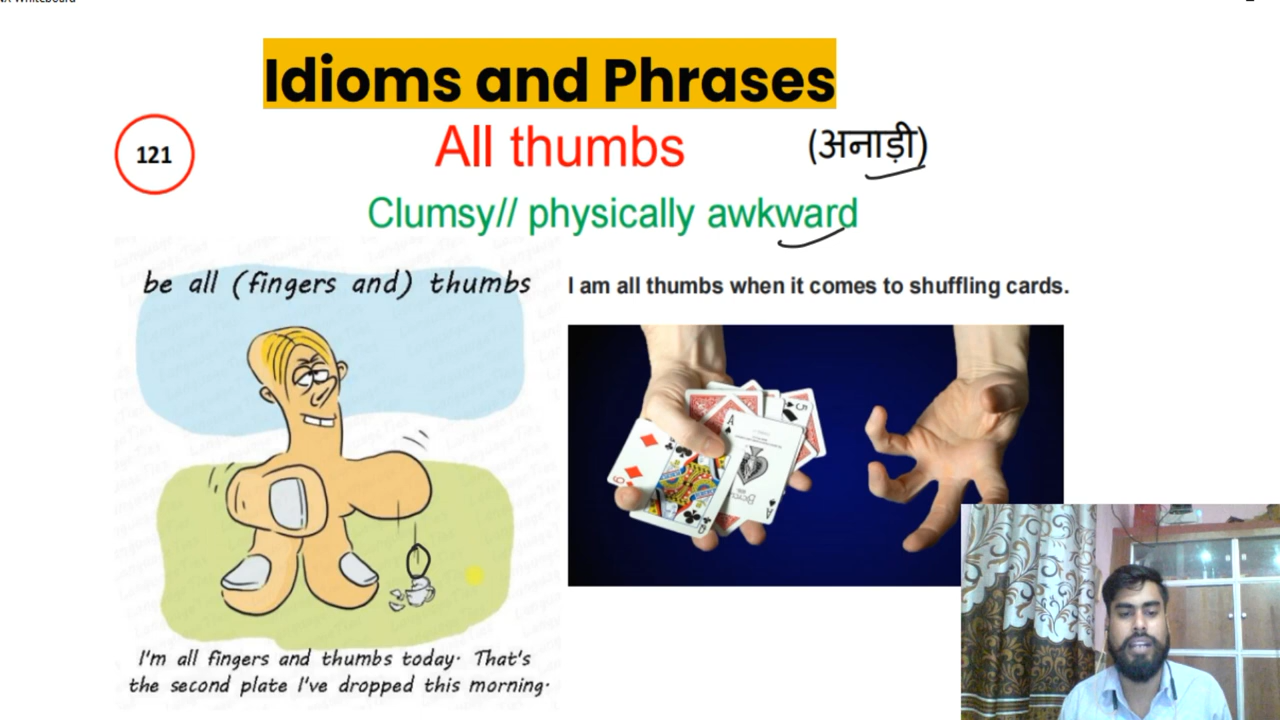 Idioms and Phrases
121
All thumbs
(अनाड़ी)
Clumsy// physically awkward
be all (fingers and) thumbs
I am all thumbs when it comes to shuffling cards.
I'm all fingers and thumbs today. That's
the second plate I've dropped this morning.